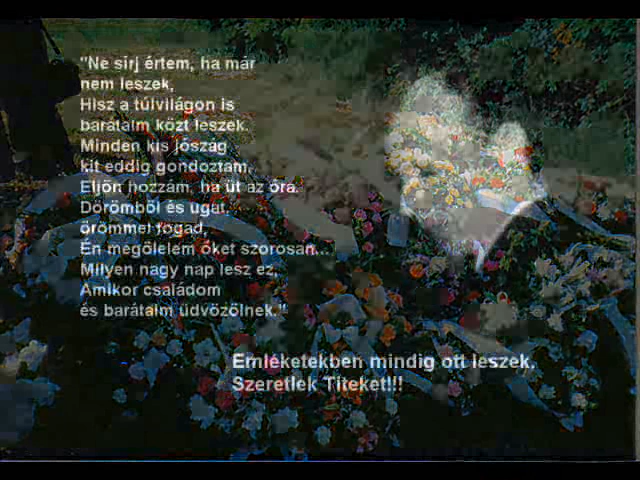 "Ne sírj értem, ha már
nem leszek,
Hisz a túlvilágon is
barátaim közt leszek.
Minden kis jószág
kit eddig gondoztam,
Eljön hozzám, ha üt az óra.
Dörömböl és ugat,
örömmel fogad,
Én megölelem őket szorosan...
Milyen nagy nap lesz ez,
Amikor családom
és barátaim üdvözölnek."
Emléketekben mindig ott leszek,
Szeretlek Titeket!!!